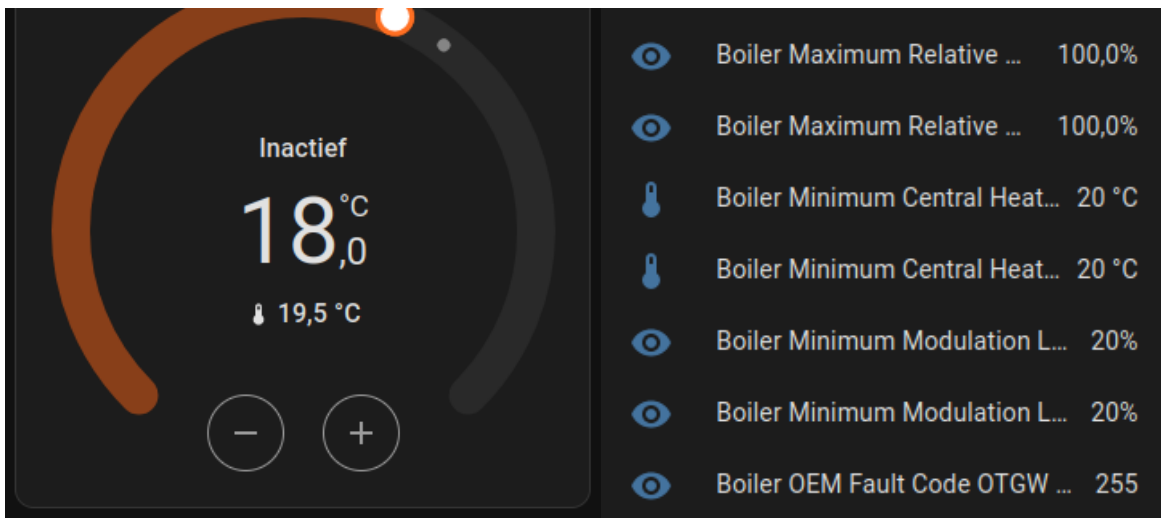 Inactief
18,0 °C
19,5 °C
Boiler Maximum Relative ... 100,0%
Boiler Maximum Relative ... 100,0%
Boiler Minimum Central Heat... 20 °C
Boiler Minimum Central Heat... 20 °C
Boiler Minimum Modulation L... 20%
Boiler Minimum Modulation L... 20%
Boiler OEM Fault Code OTGW ... 255